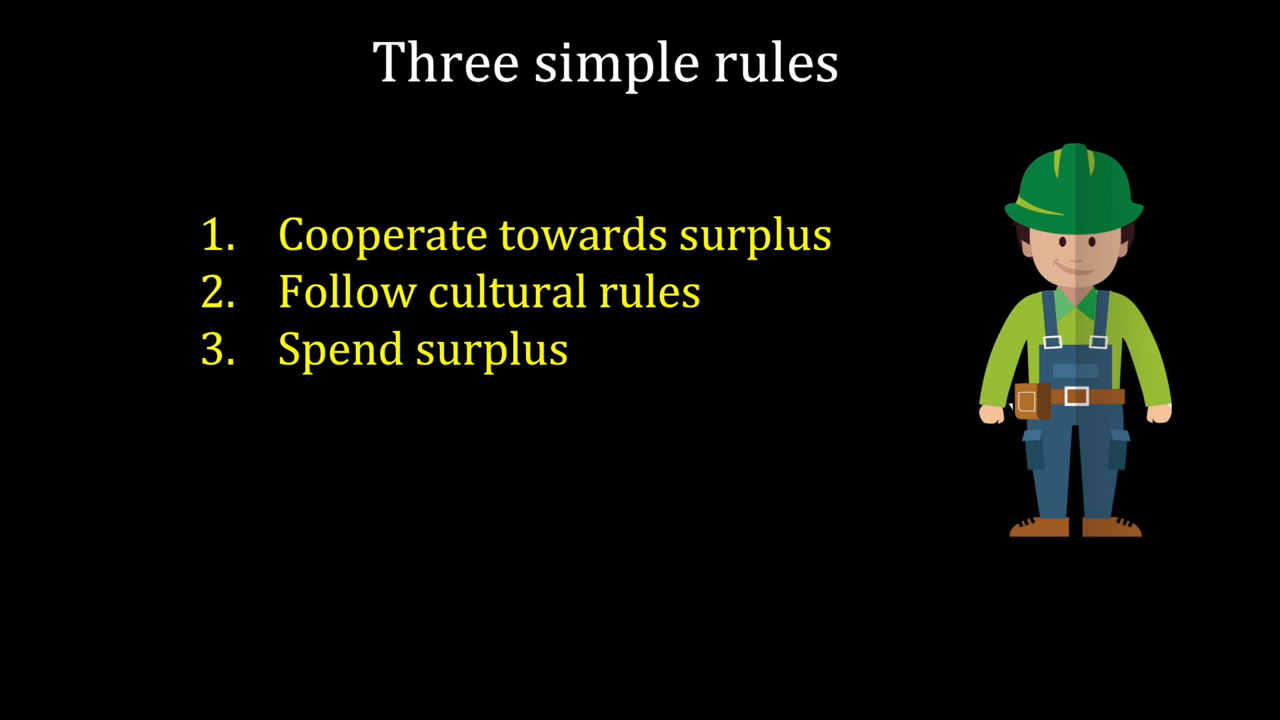 Three simple rules
1. Cooperate towards surplus
2. Follow cultural rules
3. Spend surplus